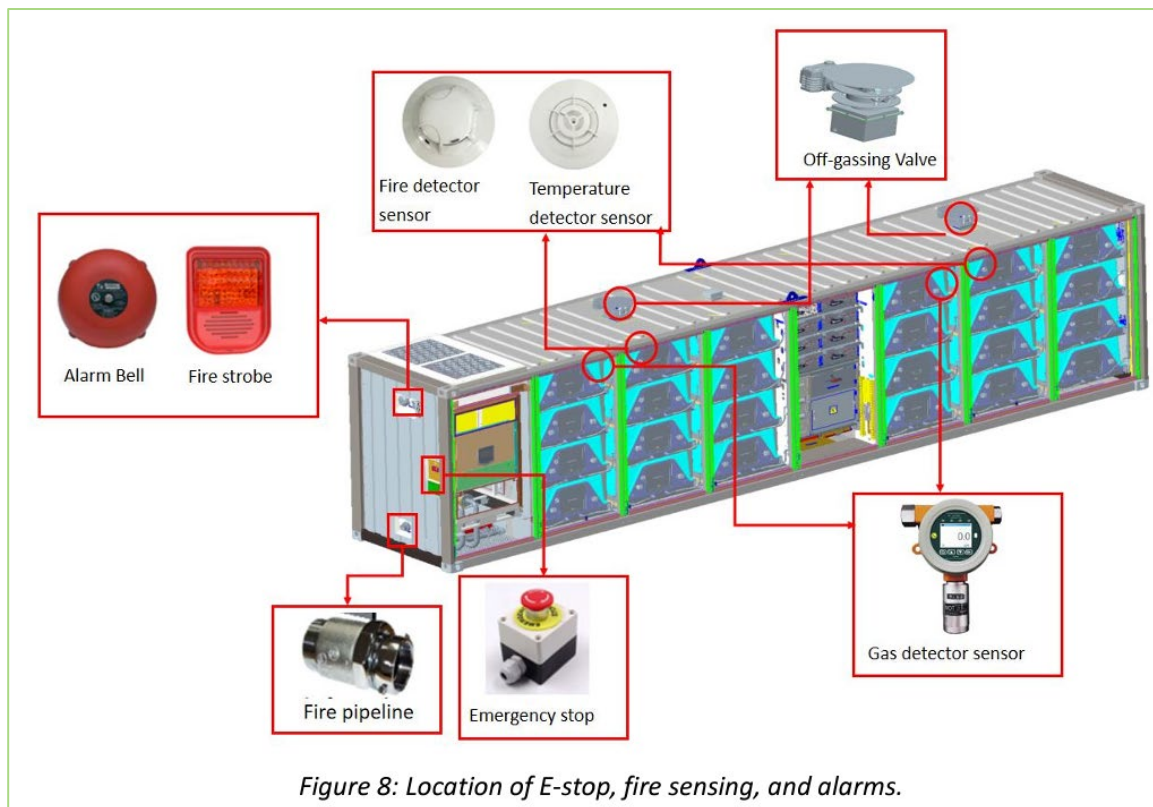 Fire detector
sensor
Temperature
detector sensor
Off-gassing Valve
Alarm Bell
Fire strobe
Gas detector sensor
Fire pipeline
Emergency stop
Figure 8: Location of E-stop, fire sensing, and alarms.